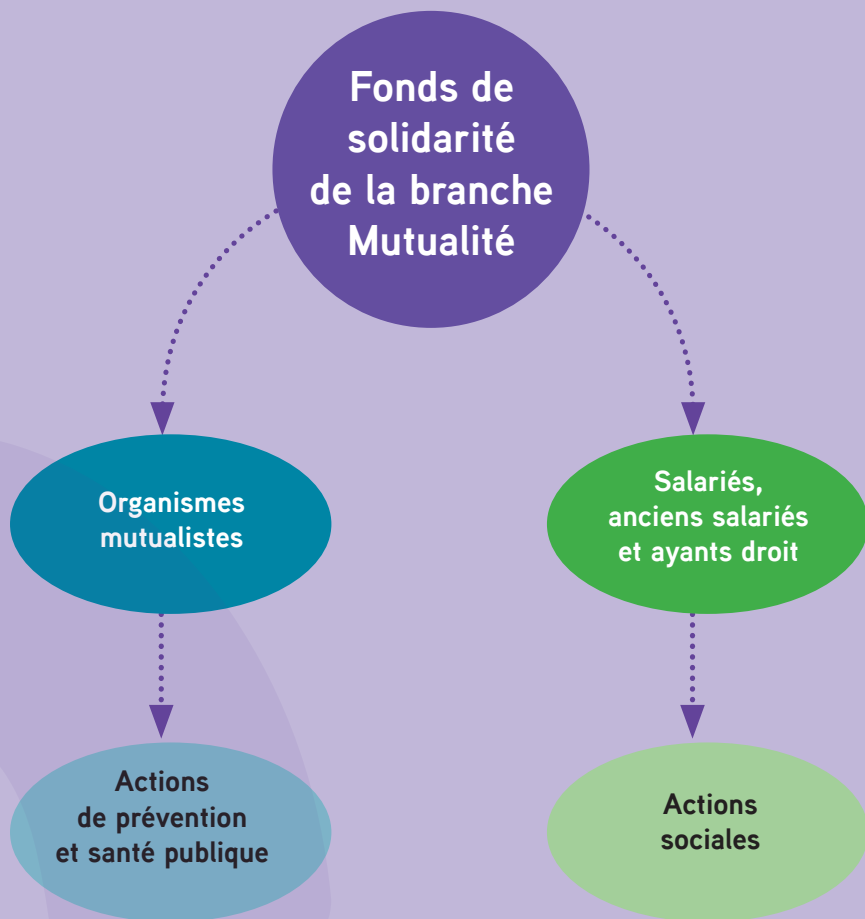 Fonds de
solidarité
de la branche
Mutualité
Organismes
mutualistes
Salariés,
anciens salariés
et ayants droit
Actions
de prévention
et santé publique
Actions
sociales